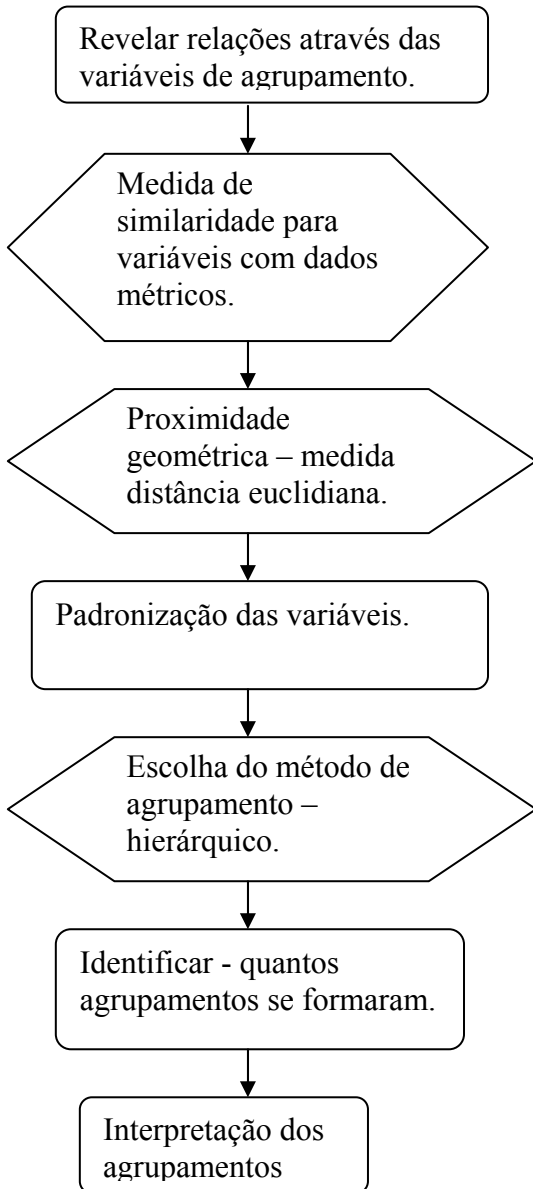 Revelar relações através das
variáveis de agrupamento.
Medida de
similaridade para
variáveis com dados
métricos.
Proximidade
geométrica – medida
distância euclidiana.
Padronização das variáveis.
Escolha do método de
agrupamento –
hierárquico.
Identificar - quantos
agrupamentos se formaram.
Interpretação dos
agrupamentos